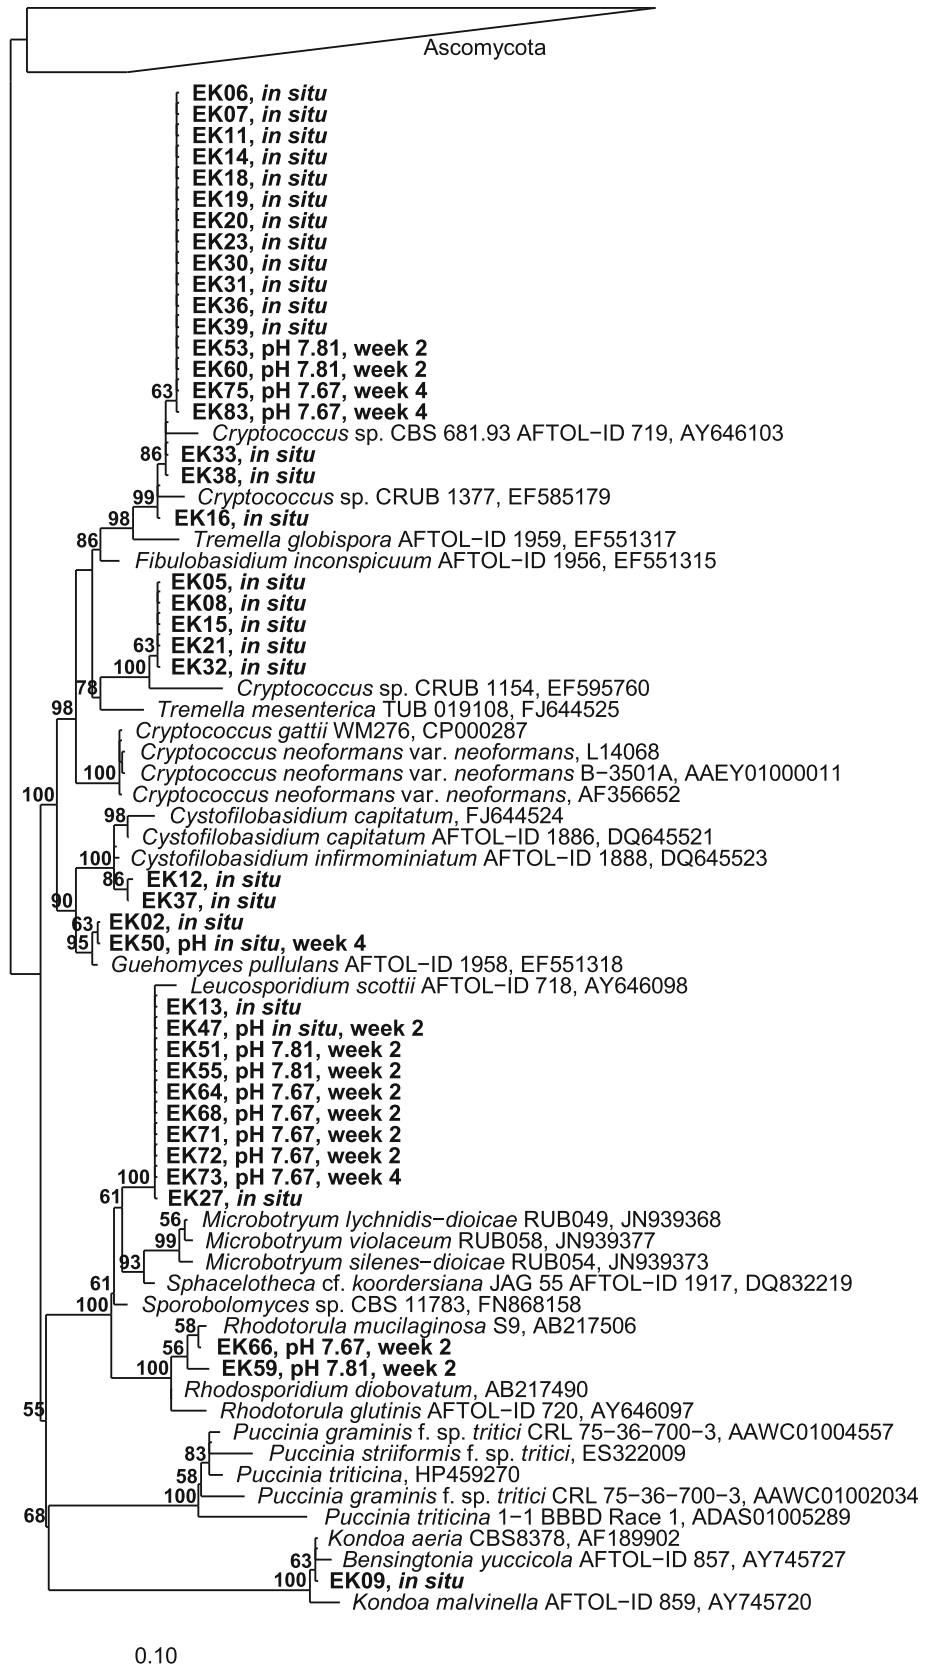 Ascomycota
EK06, in situ
EK07, in situ
EK11, in situ
EK14, in situ
EK18, in situ
EK19, in situ
EK20, in situ
EK23, in situ
EK30, in situ
EK31, in situ
EK36, in situ
EK39, in situ
EK53, pH 7.81, week 2
EK60, pH 7.81, week 2
63 EK75, pH 7.67, week 4
EK83, pH 7.67, week 4
Cryptococcus sp. CBS 681.93 AFTOL−ID 719, AY646103
86 EK33, in situ
EK38, in situ
99 Cryptococcus sp. CRUB 1377, EF585179
98 EK16, in situ
86 Tremella globispora AFTOL−ID 1959, EF551317
Fibulobasidium inconspicuum AFTOL−ID 1956, EF551315
EK05, in situ
EK08, in situ
EK15, in situ
63 EK21, in situ
100 EK32, in situ
78 Cryptococcus sp. CRUB 1154, EF595760
98 Tremella mesenterica TUB 019108, FJ644525
Cryptococcus gattii WM276, CP000287
Cryptococcus neoformans var. neoformans, L14068
100 Cryptococcus neoformans var. neoformans B−3501A, AAEY01000011
100 Cryptococcus neoformans var. neoformans, AF356652
98 Cystofilobasidium capitatum, FJ644524
Cystofilobasidium capitatum AFTOL−ID 1886, DQ645521
100 Cystofilobasidium infirmominiatum AFTOL−ID 1888, DQ645523
86 EK12, in situ
90 EK37, in situ
63 EK02, in situ
95 EK50, pH in situ, week 4
Guehomyces pullulans AFTOL−ID 1958, EF551318
Leucosporidium scottii AFTOL−ID 718, AY646098
EK13, in situ
EK47, pH in situ, week 2
EK51, pH 7.81, week 2
EK55, pH 7.81, week 2
EK64, pH 7.67, week 2
EK68, pH 7.67, week 2
EK71, pH 7.67, week 2
EK72, pH 7.67, week 2
100 EK73, pH 7.67, week 4
61 EK27, in situ
56 Microbotryum lychnidis−dioicae RUB049, JN939368
99 Microbotryum violaceum RUB058, JN939377
93 Microbotryum silenes−dioicae RUB054, JN939373
61 Sphacelotheca cf. koordersiana JAG 55 AFTOL−ID 1917, DQ832219
100 Sporobolomyces sp. CBS 11783, FN868158
58 Rhodotorula mucilaginosa S9, AB217506
56 EK66, pH 7.67, week 2
100 EK59, pH 7.81, week 2
Rhodosporidium diobovatum, AB217490
55 Rhodotorula glutinis AFTOL−ID 720, AY646097
Puccinia graminis f. sp. tritici CRL 75−36−700−3, AAWC01004557
83 Puccinia striiformis f. sp. tritici, ES322009
58 Puccinia triticina, HP459270
100 Puccinia graminis f. sp. tritici CRL 75−36−700−3, AAWC01002034
68 Puccinia triticina 1−1 BBBD Race 1, ADAS01005289
Kondoa aeria CBS8378, AF189902
63 Bensingtonia yuccicola AFTOL−ID 857, AY745727
100 EK09, in situ
Kondoa malvinella AFTOL−ID 859, AY745720
0.10